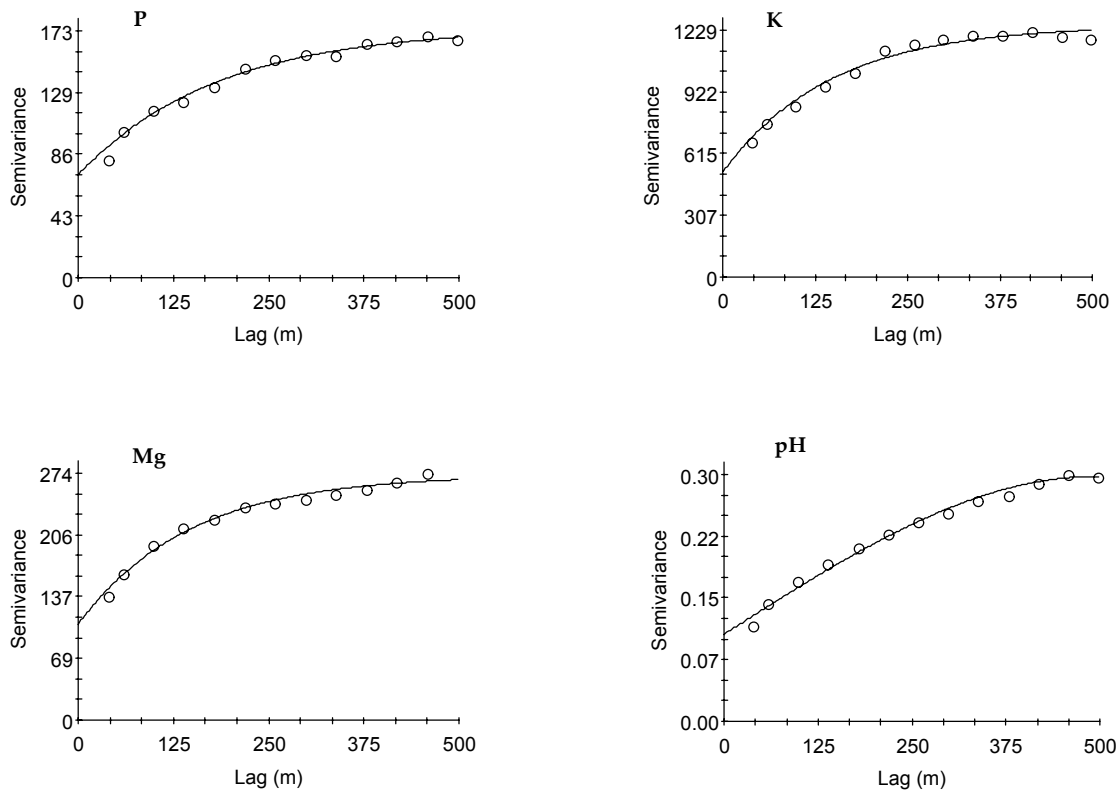 P
173
129
86
43
0
Semivariance
0 125 250 375 500
Lag (m)
K
1229
922
615
307
0
Semivariance
0 125 250 375 500
Lag (m)
Mg
274
206
137
69
0
Semivariance
0 125 250 375 500
Lag (m)
pH
0.30
0.22
0.15
0.07
0.00
Semivariance
0 125 250 375 500
Lag (m)